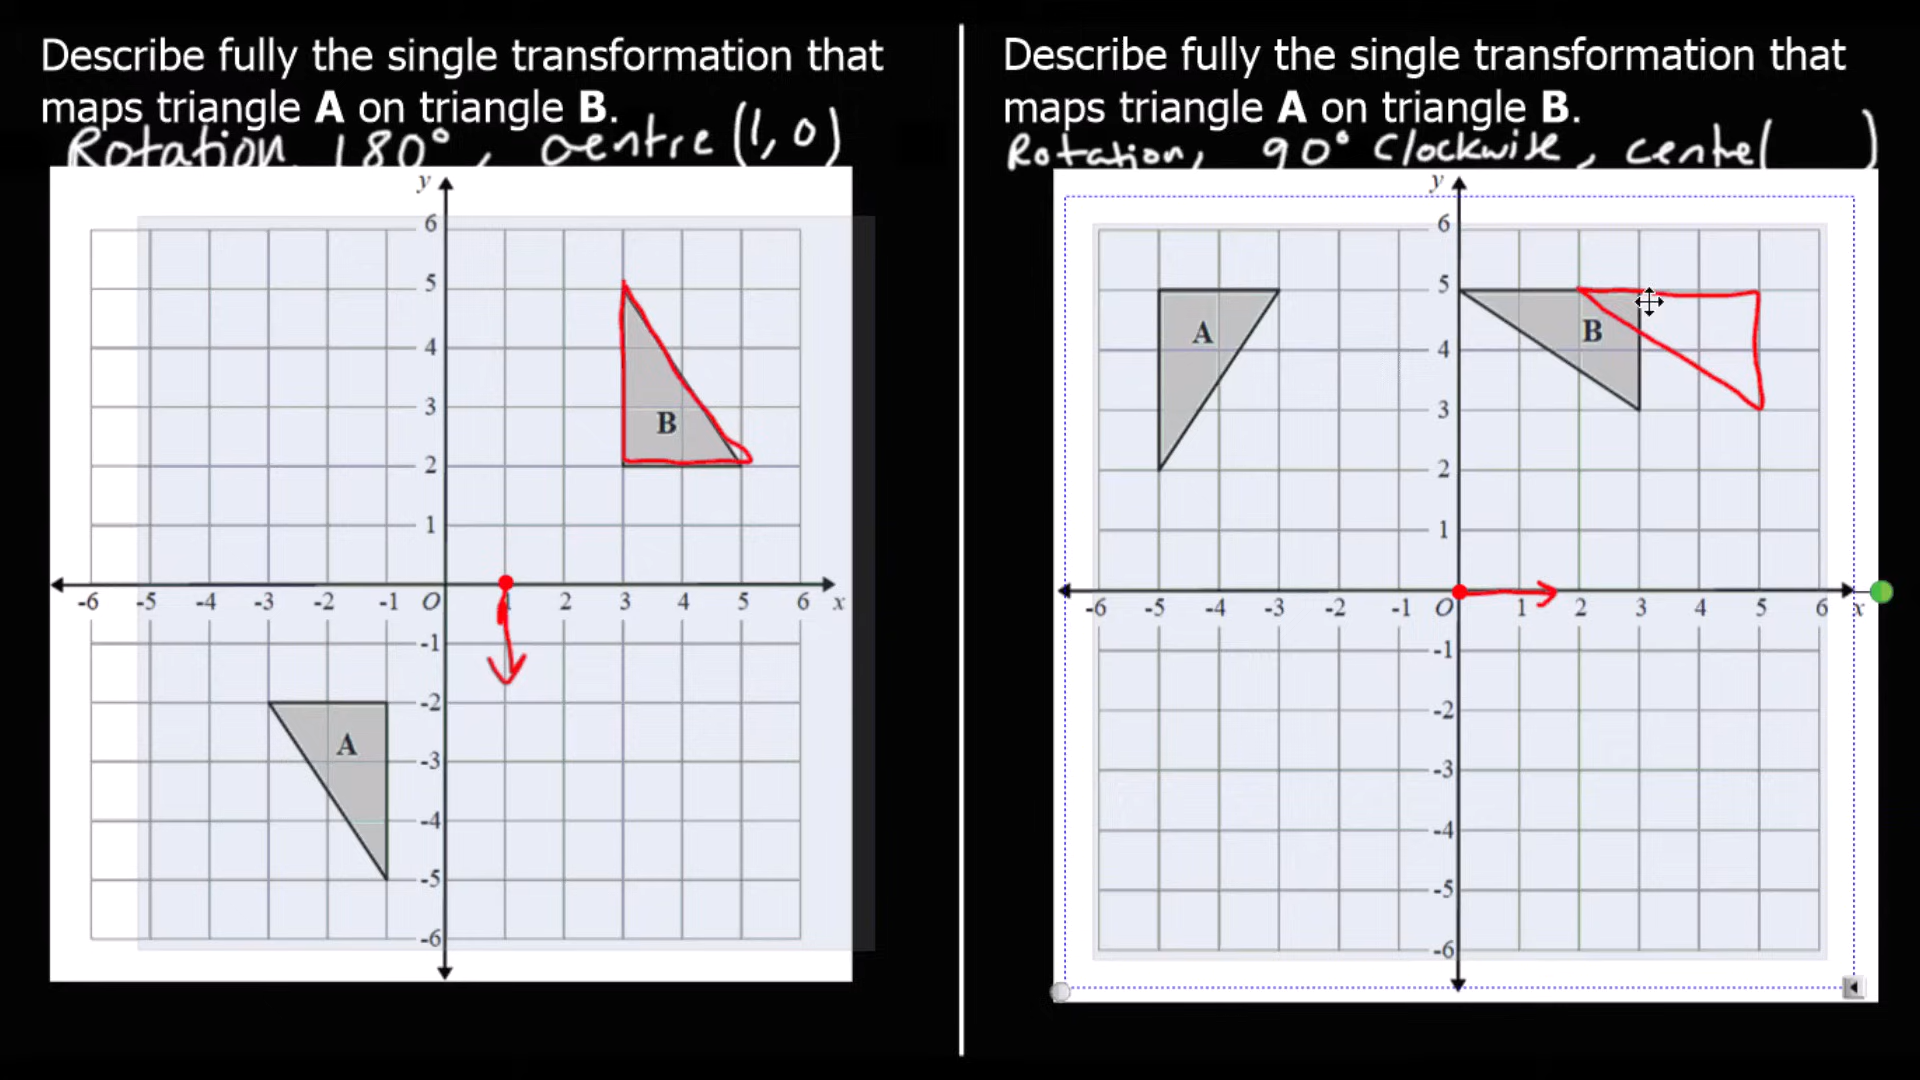 Describe fully the single transformation that
maps triangle A on triangle B.
Rotation, 180°, centre (1, 0)
y
6
5
4
3
B
2
1
-6 -5 -4 -3 -2 -1 O 1 2 3 4 5 6 x
-1
-2
A
-3
-4
-5
-6
Describe fully the single transformation that
maps triangle A on triangle B.
Rotation, 90° Clockwise, centre( )
y
6
5
A B
4
3
2
1
-6 -5 -4 -3 -2 -1 O 1 2 3 4 5 6 x
-1
-2
-3
-4
-5
-6